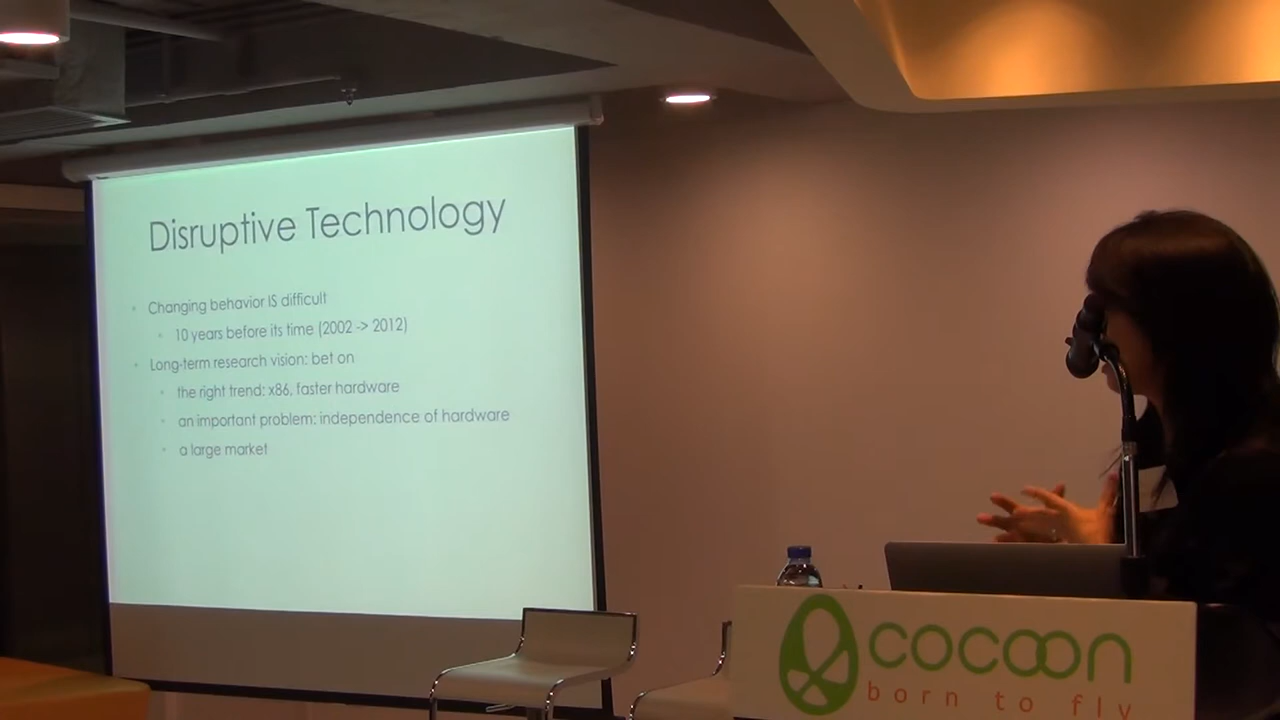 Disruptive Technology
Changing behavior IS difficult
10 years before its time (2002 -> 2012)
Long-term research vision: bet on
the right trend: x86, faster hardware
an important problem: independence of hardware
a large market
cocoon
born to fly